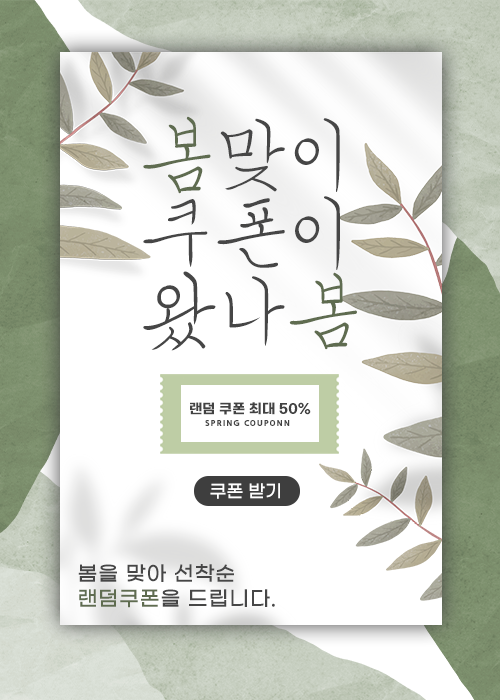 봄맞이
쿠폰이
왔나봄
랜덤 쿠폰 최대 50%
SPRING COUPONN
쿠폰 받기
봄을 맞아 선착순
랜덤쿠폰을 드립니다.